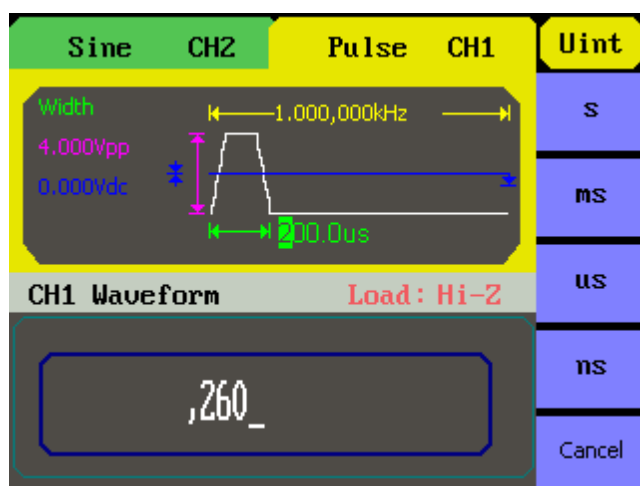 Sine CH2 Pulse CH1 Uint
Width
1.000,000kHz
4.000Vpp
0.000Vdc
200.0us
s
ms
us
ns
Cancel
CH1 Waveform Load: Hi-Z
,260_